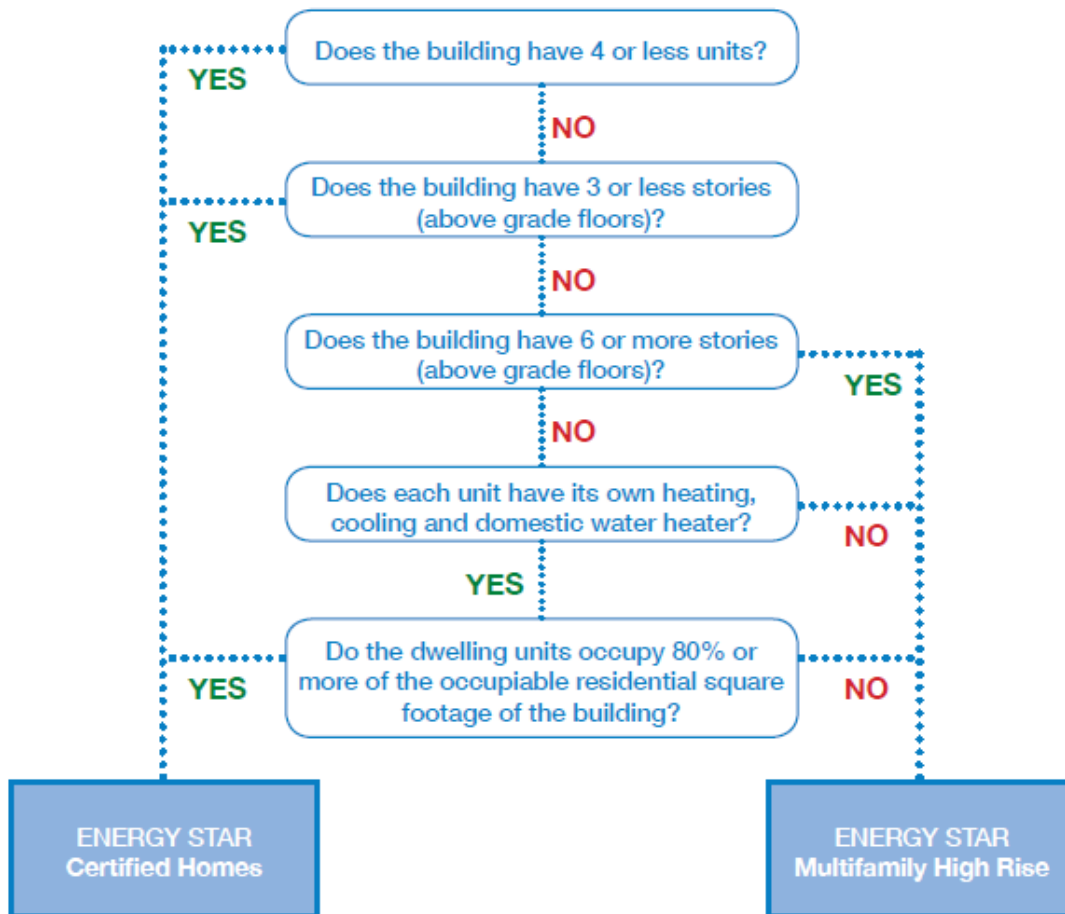 Does the building have 4 or less units?
YES
NO
Does the building have 3 or less stories
(above grade floors)?
YES
NO
Does the building have 6 or more stories
(above grade floors)?
YES
NO
Does each unit have its own heating,
cooling and domestic water heater?
NO
YES
Do the dwelling units occupy 80% or
more of the occupiable residential square
footage of the building?
YES
NO
ENERGY STAR
Certified Homes
ENERGY STAR
Multifamily High Rise